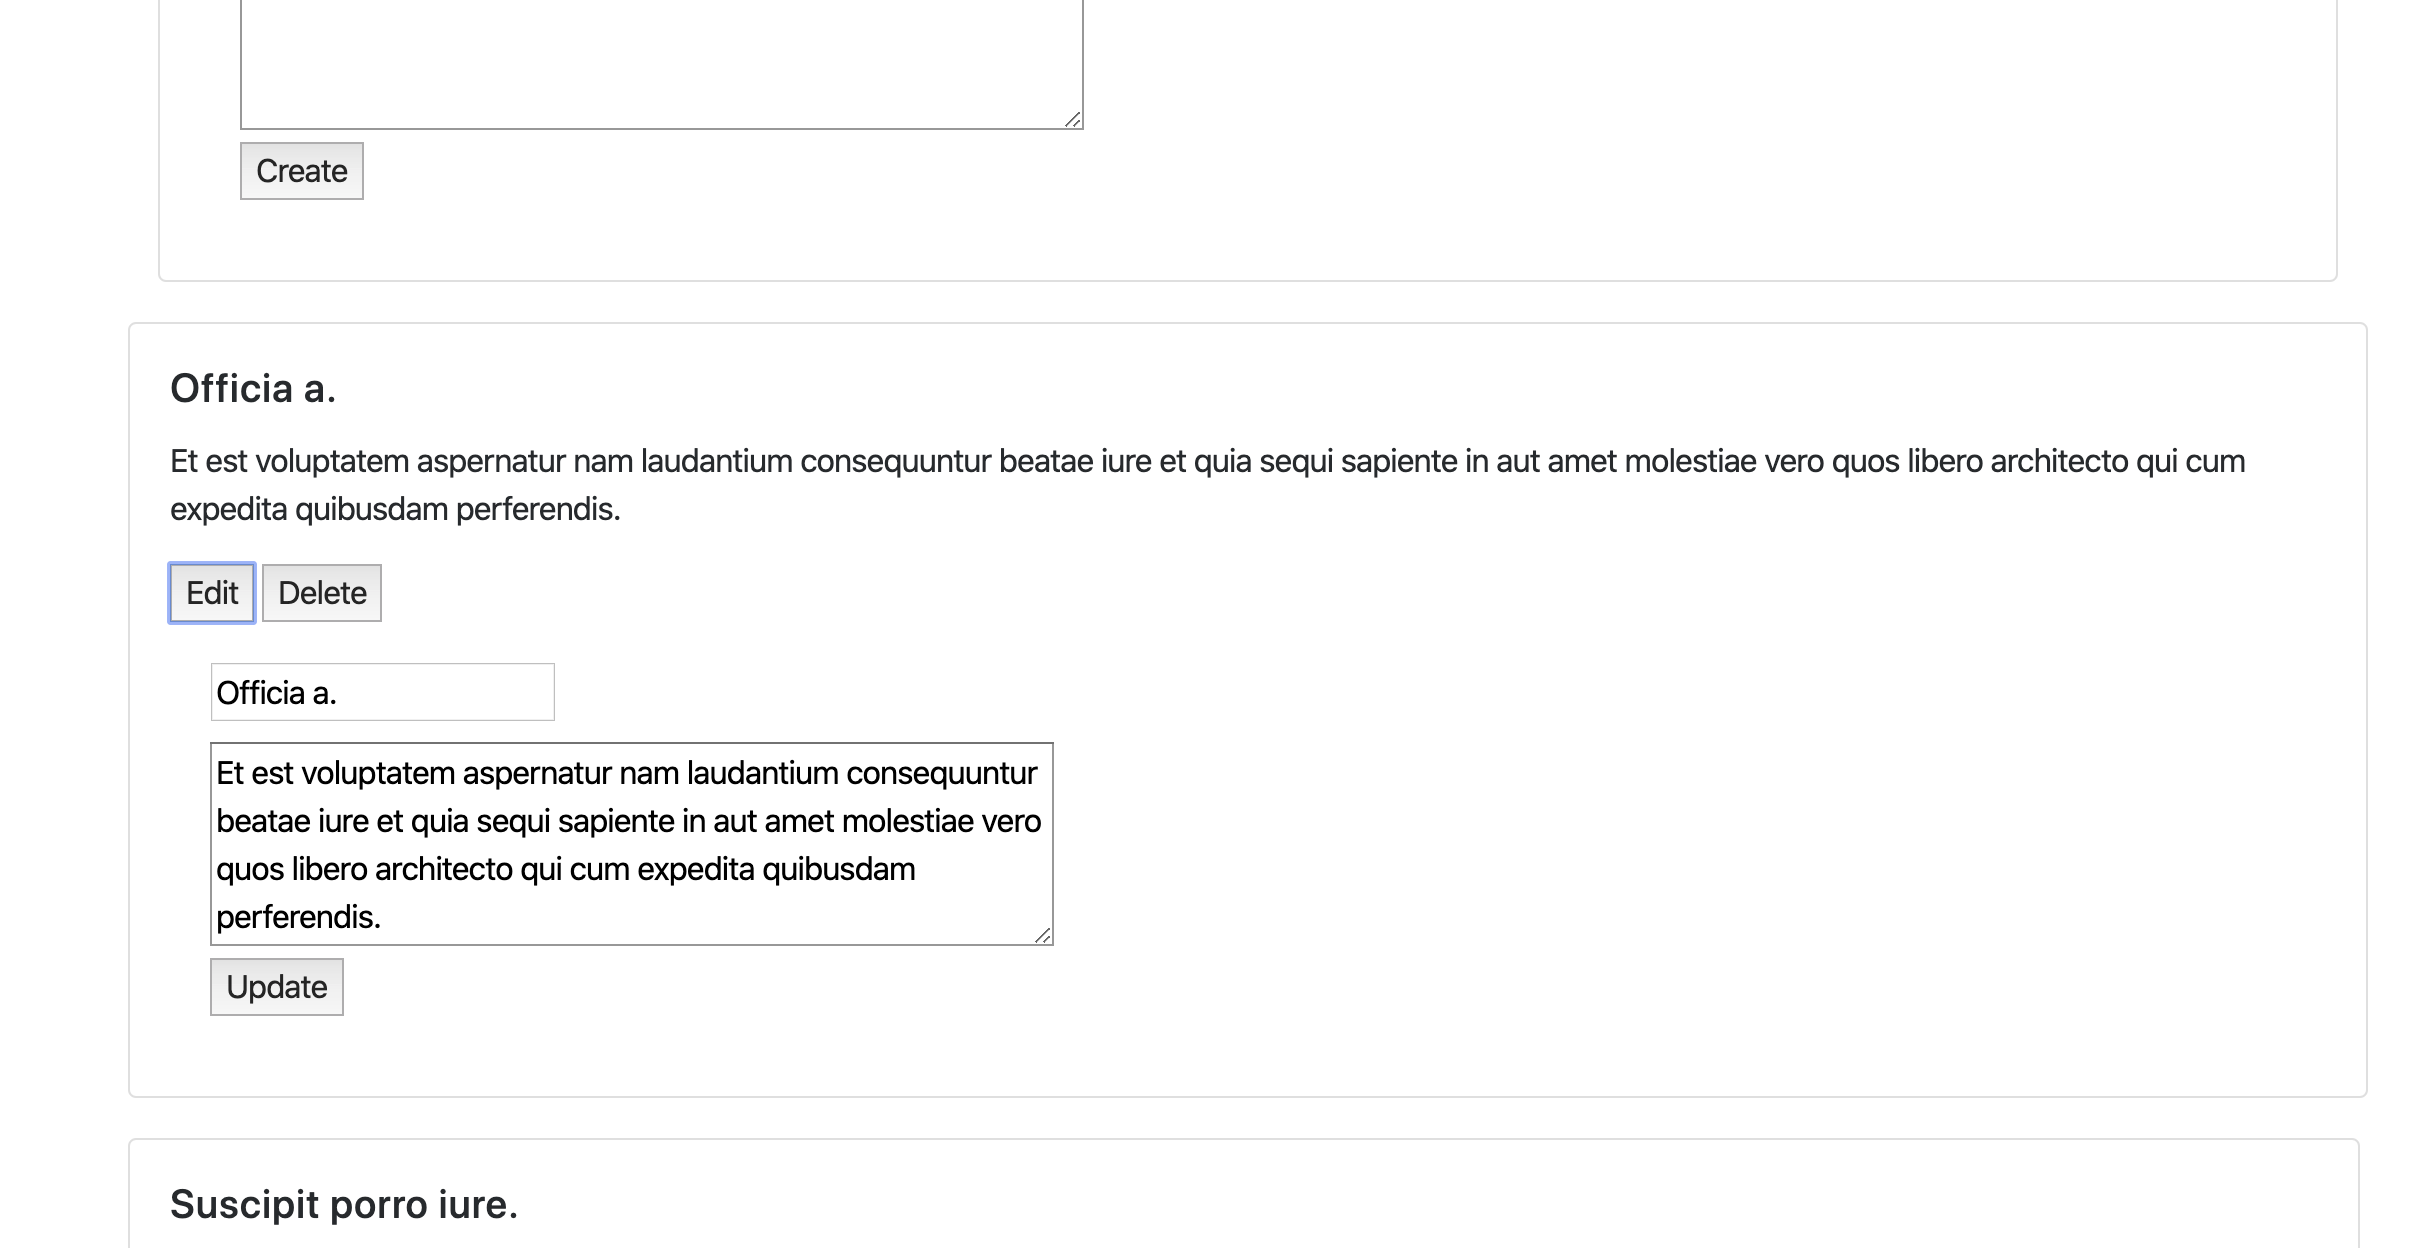 Create
Officia a.
Et est voluptatem aspernatur nam laudantium consequuntur beatae iure et quia sequi sapiente in aut amet molestiae vero quos libero architecto qui cum
expedita quibusdam perferendis.
Edit Delete
Officia a.
Et est voluptatem aspernatur nam laudantium consequuntur
beatae iure et quia sequi sapiente in aut amet molestiae vero
quos libero architecto qui cum expedita quibusdam
perferendis.
Update
Suscipit porro iure.